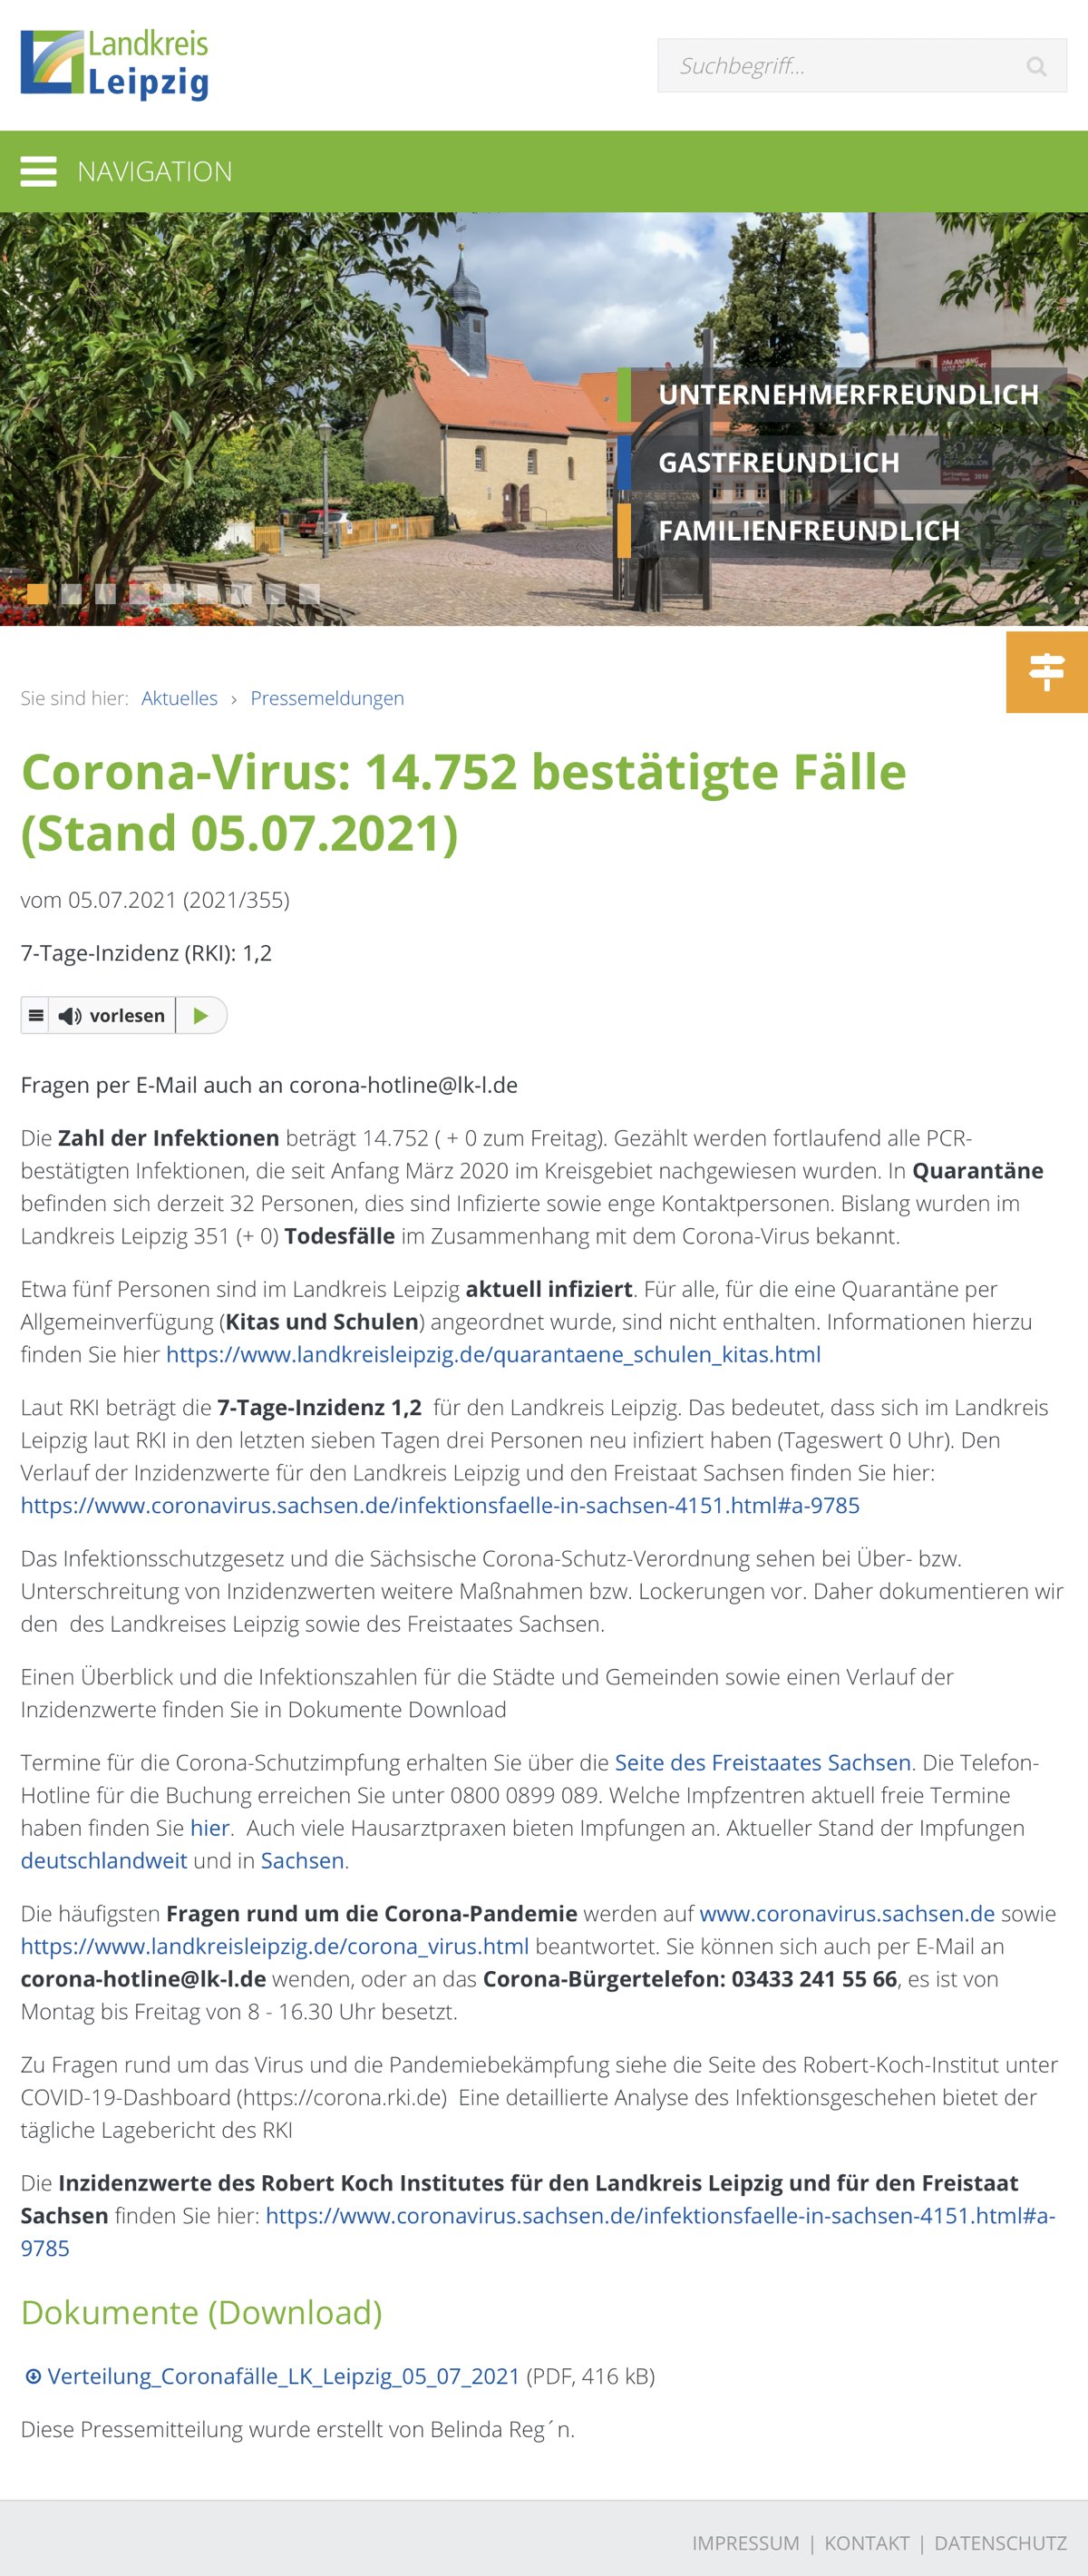 Landkreis
Leipzig
Suchbegriff...
NAVIGATION
UNTERNEHMERFREUNDLICH
GASTFREUNDLICH
FAMILIENFREUNDLICH
Sie sind hier: Aktuelles › Pressemeldungen
Corona-Virus: 14.752 bestätigte Fälle
(Stand 05.07.2021)
vom 05.07.2021 (2021/355)
7-Tage-Inzidenz (RKI): 1,2
vorlesen
Fragen per E-Mail auch an corona-hotline@lk-l.de
Die Zahl der Infektionen beträgt 14.752 ( + 0 zum Freitag). Gezählt werden fortlaufend alle PCR-
bestätigten Infektionen, die seit Anfang März 2020 im Kreisgebiet nachgewiesen wurden. In Quarantäne
befinden sich derzeit 32 Personen, dies sind Infizierte sowie enge Kontaktpersonen. Bislang wurden im
Landkreis Leipzig 351 (+ 0) Todesfälle im Zusammenhang mit dem Corona-Virus bekannt.
Etwa fünf Personen sind im Landkreis Leipzig aktuell infiziert. Für alle, für die eine Quarantäne per
Allgemeinverfügung (Kitas und Schulen) angeordnet wurde, sind nicht enthalten. Informationen hierzu
finden Sie hier https://www.landkreisleipzig.de/quarantaene_schulen_kitas.html
Laut RKI beträgt die 7-Tage-Inzidenz 1,2 für den Landkreis Leipzig. Das bedeutet, dass sich im Landkreis
Leipzig laut RKI in den letzten sieben Tagen drei Personen neu infiziert haben (Tageswert 0 Uhr). Den
Verlauf der Inzidenzwerte für den Landkreis Leipzig und den Freistaat Sachsen finden Sie hier:
https://www.coronavirus.sachsen.de/infektionsfaelle-in-sachsen-4151.html#a-9785
Das Infektionsschutzgesetz und die Sächsische Corona-Schutz-Verordnung sehen bei Über- bzw.
Unterschreitung von Inzidenzwerten weitere Maßnahmen bzw. Lockerungen vor. Daher dokumentieren wir
den des Landkreises Leipzig sowie des Freistaates Sachsen.
Einen Überblick und die Infektionszahlen für die Städte und Gemeinden sowie einen Verlauf der
Inzidenzwerte finden Sie in Dokumente Download
Termine für die Corona-Schutzimpfung erhalten Sie über die Seite des Freistaates Sachsen. Die Telefon-
Hotline für die Buchung erreichen Sie unter 0800 0899 089. Welche Impfzentren aktuell freie Termine
haben finden Sie hier. Auch viele Hausarztpraxen bieten Impfungen an. Aktueller Stand der Impfungen
deutschlandweit und in Sachsen.
Die häufigsten Fragen rund um die Corona-Pandemie werden auf www.coronavirus.sachsen.de sowie
https://www.landkreisleipzig.de/corona_virus.html beantwortet. Sie können sich auch per E-Mail an
corona-hotline@lk-l.de wenden, oder an das Corona-Bürgertelefon: 03433 241 55 66, es ist von
Montag bis Freitag von 8 - 16.30 Uhr besetzt.
Zu Fragen rund um das Virus und die Pandemiebekämpfung siehe die Seite des Robert-Koch-Institut unter
COVID-19-Dashboard (https://corona.rki.de) Eine detaillierte Analyse des Infektionsgeschehen bietet der
tägliche Lagebericht des RKI
Die Inzidenzwerte des Robert Koch Institutes für den Landkreis Leipzig und für den Freistaat
Sachsen finden Sie hier: https://www.coronavirus.sachsen.de/infektionsfaelle-in-sachsen-4151.html#a-
9785
Dokumente (Download)
Verteilung_Coronafälle_LK_Leipzig_05_07_2021 (PDF, 416 kB)
Diese Pressemitteilung wurde erstellt von Belinda Reg´n.
IMPRESSUM | KONTAKT | DATENSCHUTZ